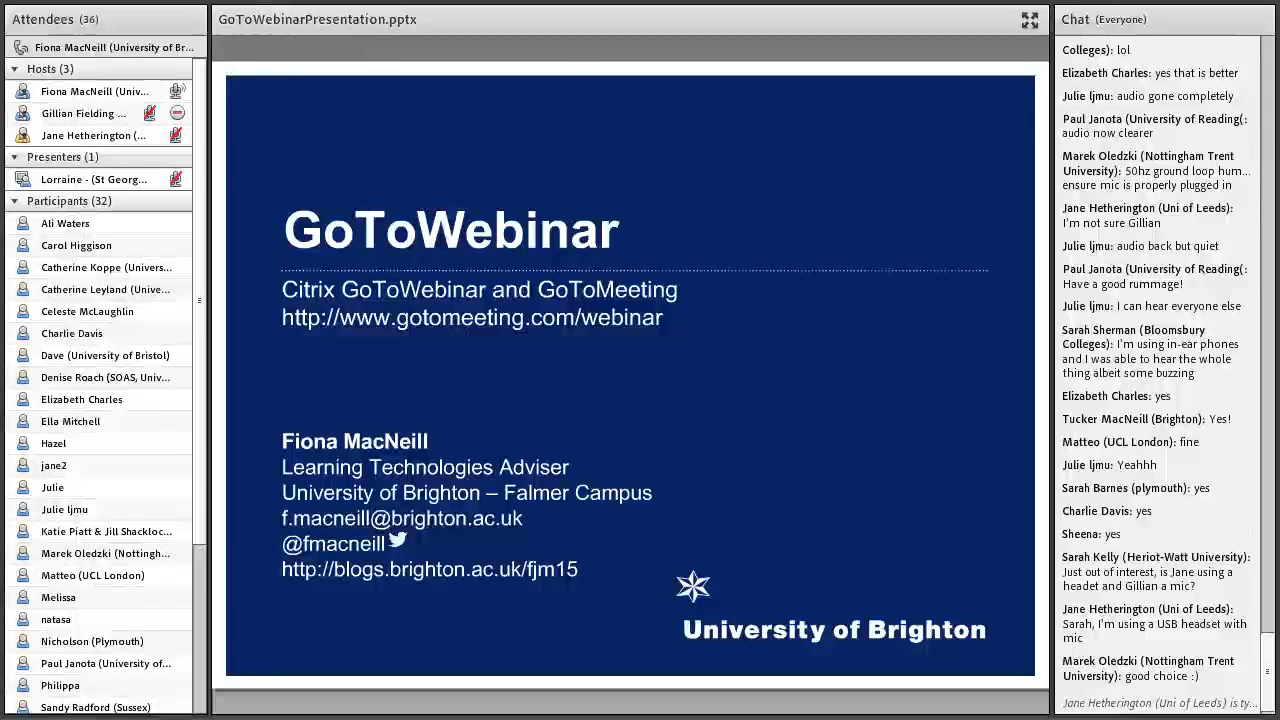 Attendees (36)
Fiona MacNeill (University of Br...
Hosts (3)
Fiona MacNeill (Univ...
Gillian Fielding ...
Jane Hetherington (...
Presenters (1)
Lorraine - (St Georg...
Participants (32)
Ali Waters
Carol Higgison
Catherine Koppe (Univers...
Catherine Leyland (Unive...
Celeste McLaughlin
Charlie Davis
Dave (University of Bristol)
Denise Roach (SOAS, Univ...
Elizabeth Charles
Ella Mitchell
Hazel
jane2
Julie
Julie ljmu
Katie Piatt & Jill Shackloc...
Marek Oledzki (Nottingh...
Matteo (UCL London)
Melissa
natasa
Nicholson (Plymouth)
Paul Janota (University of...
Philippa
Sandy Radford (Sussex)
GoToWebinarPresentation.pptx
GoToWebinar
Citrix GoToWebinar and GoToMeeting
http://www.gotomeeting.com/webinar
Fiona MacNeill
Learning Technologies Adviser
University of Brighton – Falmer Campus
f.macneill@brighton.ac.uk
@fmacneill
http://blogs.brighton.ac.uk/fjm15
University of Brighton
Chat (Everyone)
Colleges): lol
Elizabeth Charles: yes that is better
Julie ljmu: audio gone completely
Paul Janota (University of Reading(:
audio now clearer
Marek Oledzki (Nottingham Trent
University): 50hz ground loop hum...
ensure mic is properly plugged in
Jane Hetherington (Uni of Leeds):
I'm not sure Gillian
Julie ljmu: audio back but quiet
Paul Janota (University of Reading(:
Have a good rummage!
Julie ljmu: I can hear everyone else
Sarah Sherman (Bloomsbury
Colleges): I'm using in-ear phones
and I was able to hear the whole
thing albeit some buzzing
Elizabeth Charles: yes
Tucker MacNeill (Brighton): Yes!
Matteo (UCL London): fine
Julie ljmu: Yeahhh
Sarah Barnes (plymouth): yes
Charlie Davis: yes
Sheena: yes
Sarah Kelly (Heriot-Watt University):
Just out of interest, is Jane using a
headet and Gillian a mic?
Jane Hetherington (Uni of Leeds):
Sarah, I'm using a USB headset with
mic
Marek Oledzki (Nottingham Trent
University): good choice :)
Jane Hetherington (Uni of Leeds) is ty...